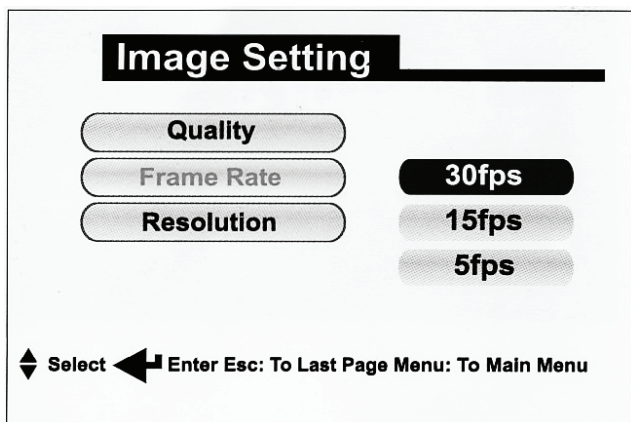 Image Setting
Quality
Frame Rate
30fps
Resolution
15fps
5fps
Select Enter Esc: To Last Page Menu: To Main Menu